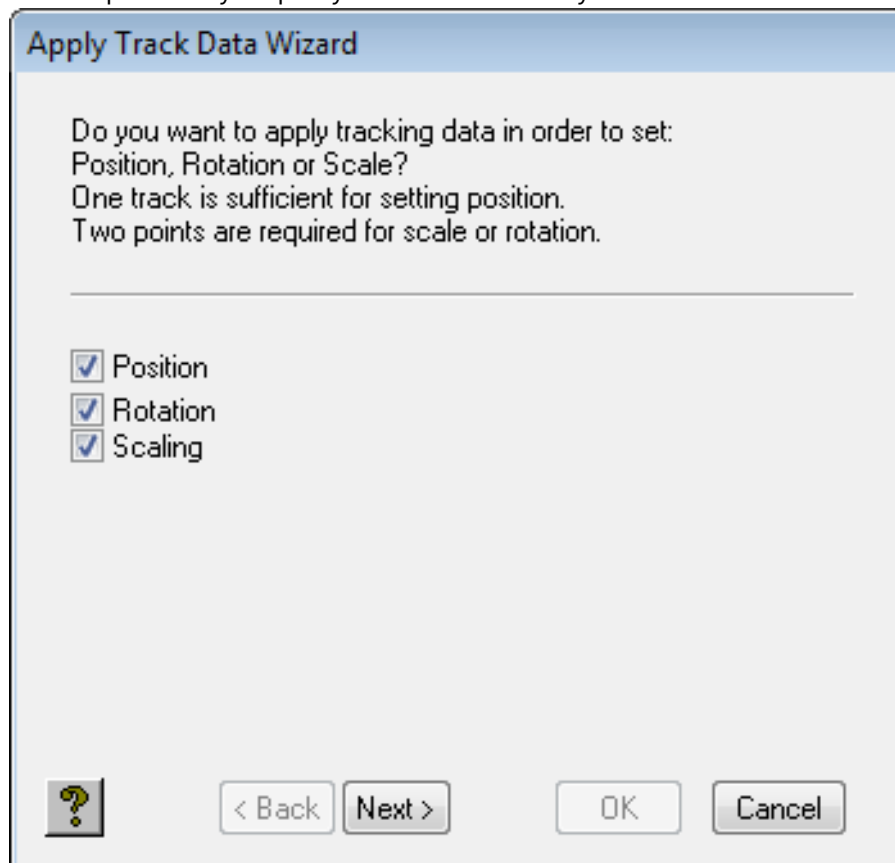 Apply Track Data Wizard
Do you want to apply tracking data in order to set:
Position, Rotation or Scale?
One track is sufficient for setting position.
Two points are required for scale or rotation.
Position
Rotation
Scaling
?
< Back
Next >
OK
Cancel